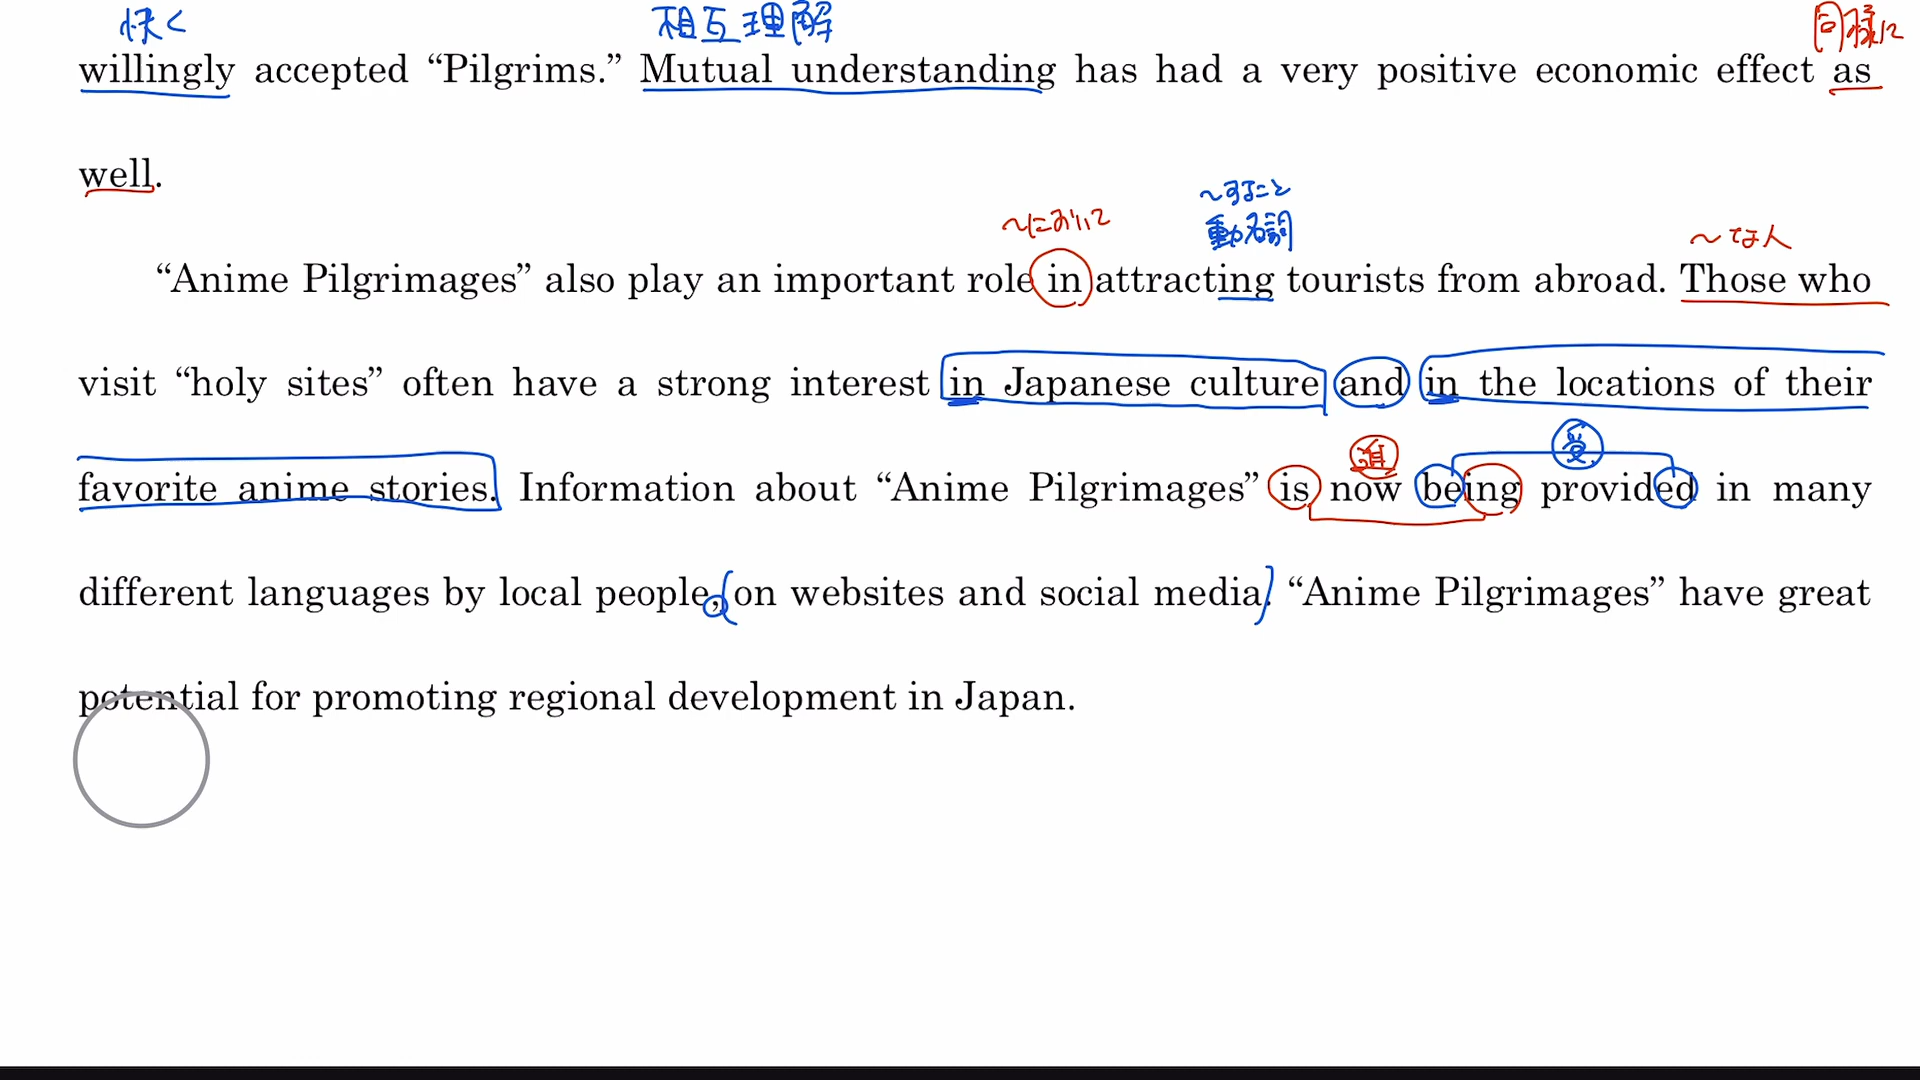 快く 相互理解 同様に
willingly accepted “Pilgrims.” Mutual understanding has had a very positive economic effect as
well.
〜すること
〜において 動名詞 〜な人
“Anime Pilgrimages” also play an important role in attracting tourists from abroad. Those who
visit “holy sites” often have a strong interest in Japanese culture and in the locations of their
受
favorite anime stories. Information about “Anime Pilgrimages” is now being provided in many
different languages by local people, on websites and social media. “Anime Pilgrimages” have great
potential for promoting regional development in Japan.